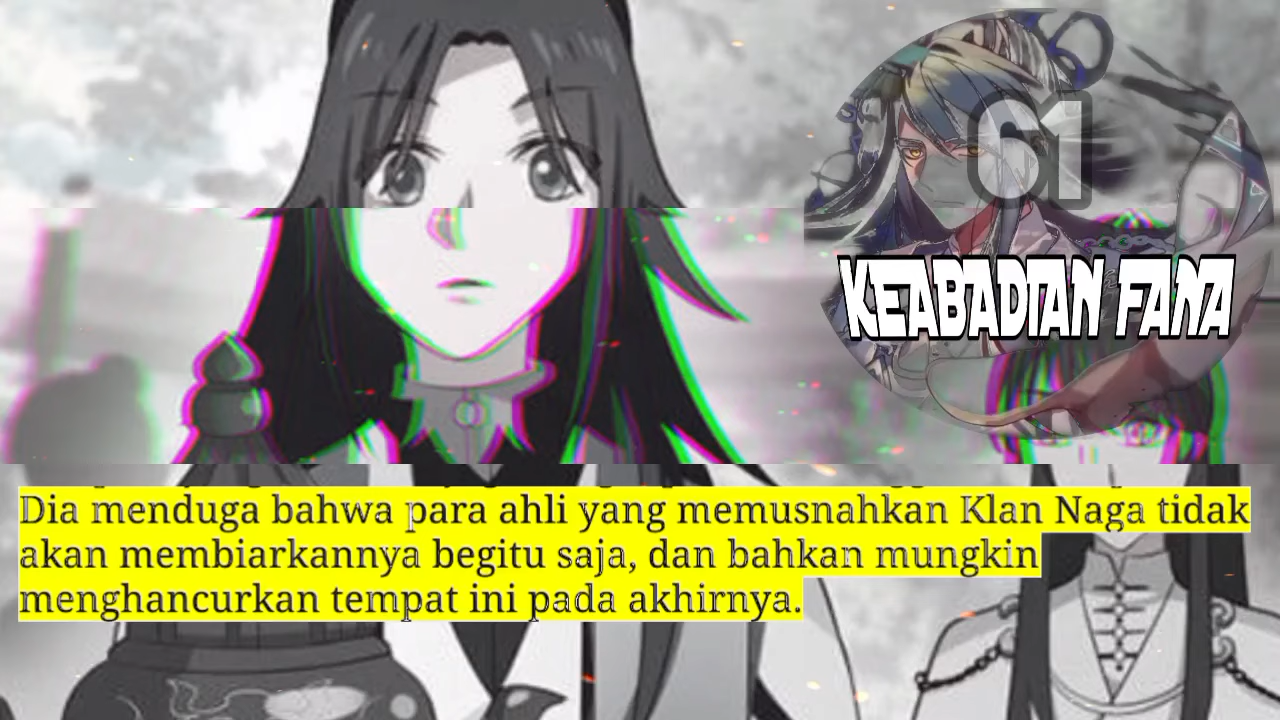 61
KEABADIAN FANA
Dia menduga bahwa para ahli yang memusnahkan Klan Naga tidak
akan membiarkannya begitu saja, dan bahkan mungkin
menghancurkan tempat ini pada akhirnya.